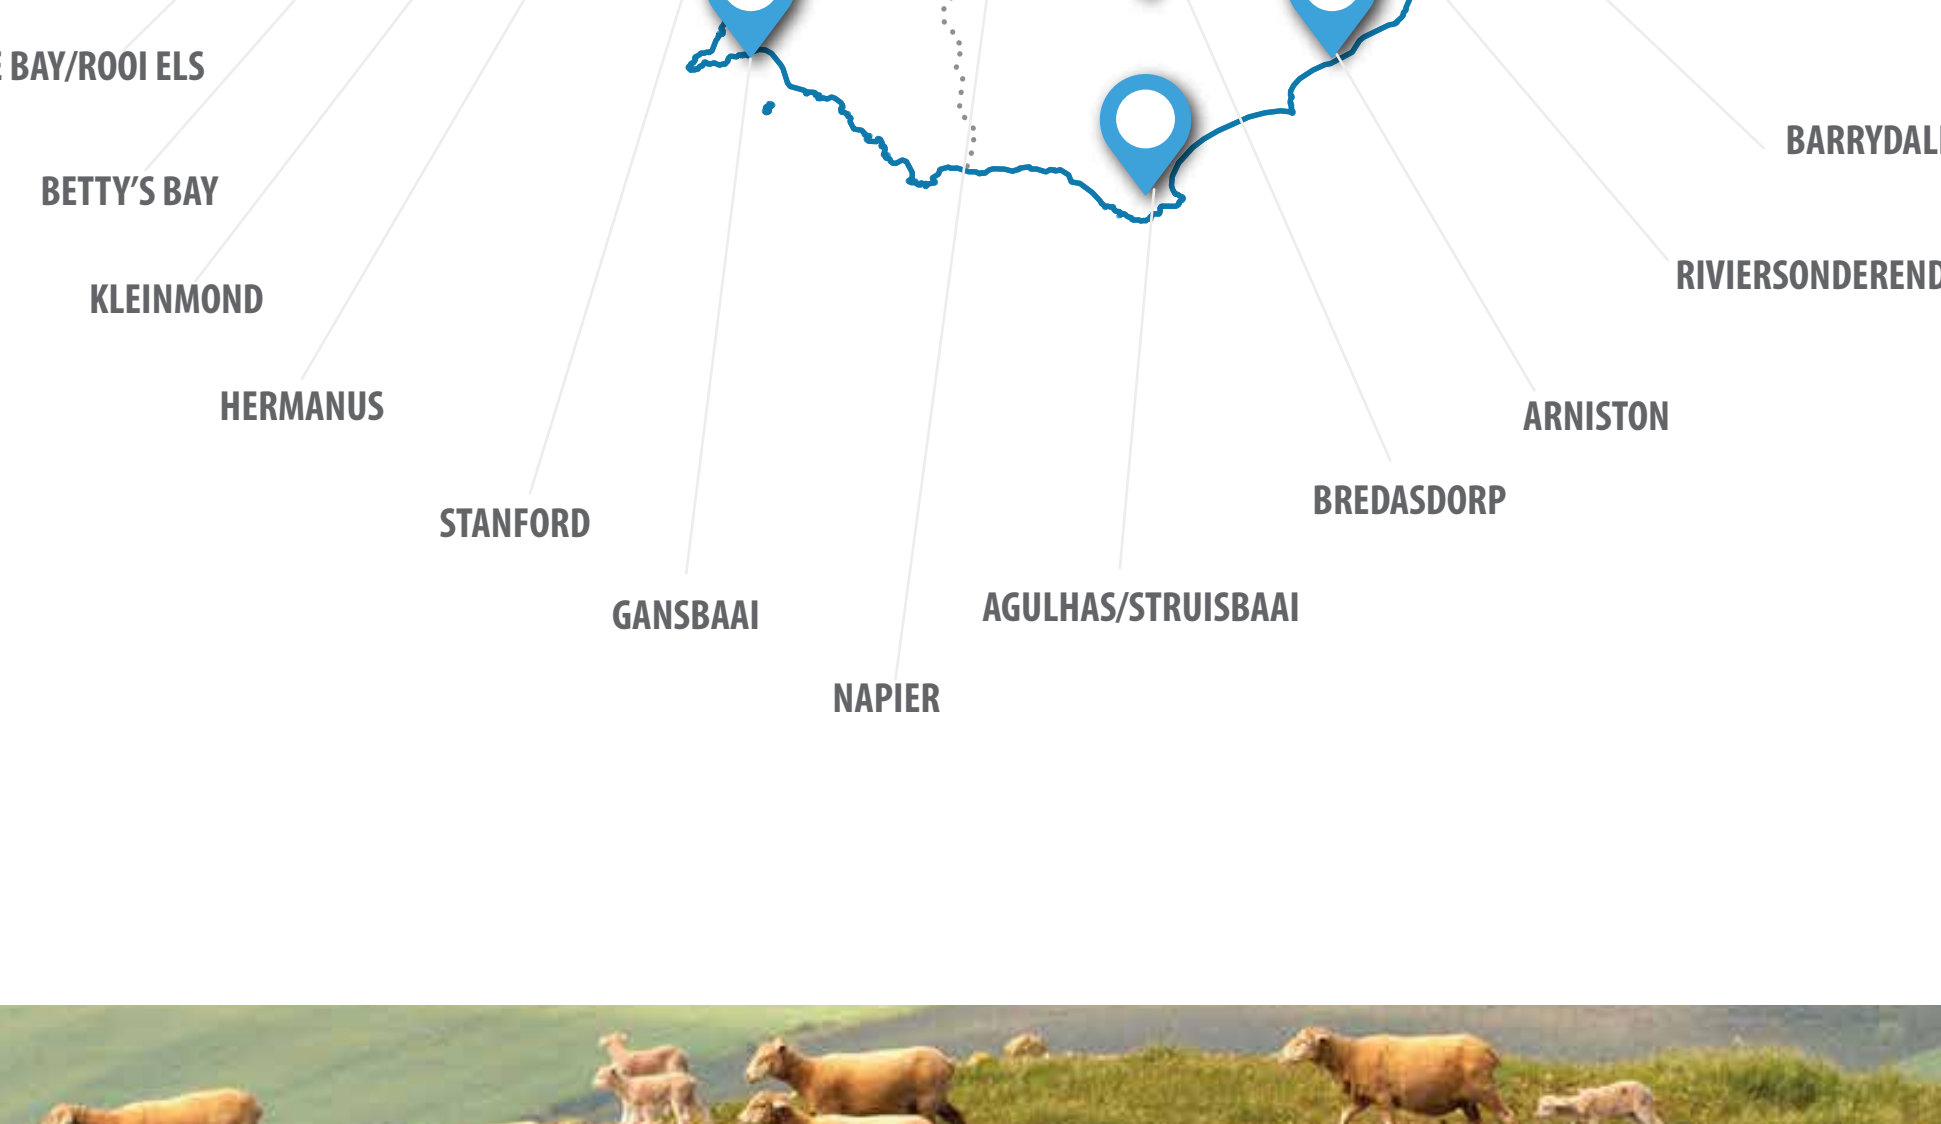 BAY/ROOI ELS
BARRYDAL
BETTY'S BAY
RIVIERSONDEREND
KLEINMOND
HERMANUS
ARNISTON
BREDASDORP
STANFORD
AGULHAS/STRUISBAAI
GANSBAAI
NAPIER